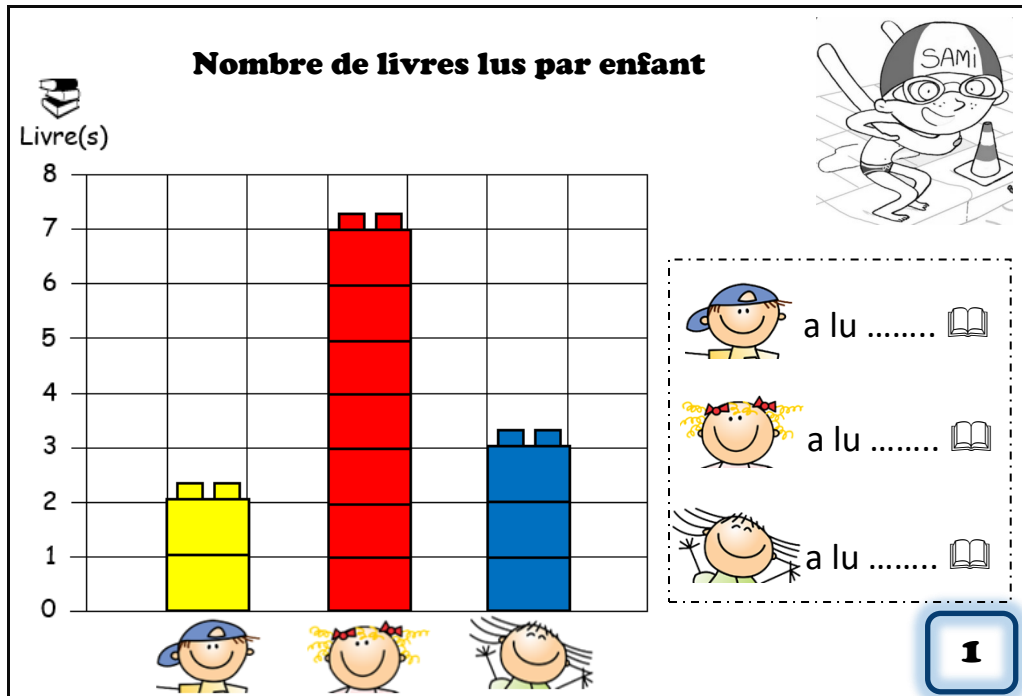 Nombre de livres lus par enfant
SAMi
Livre(s)
8
7
6
5
4
3
2
1
0
a lu ........
a lu ........
a lu ........
1